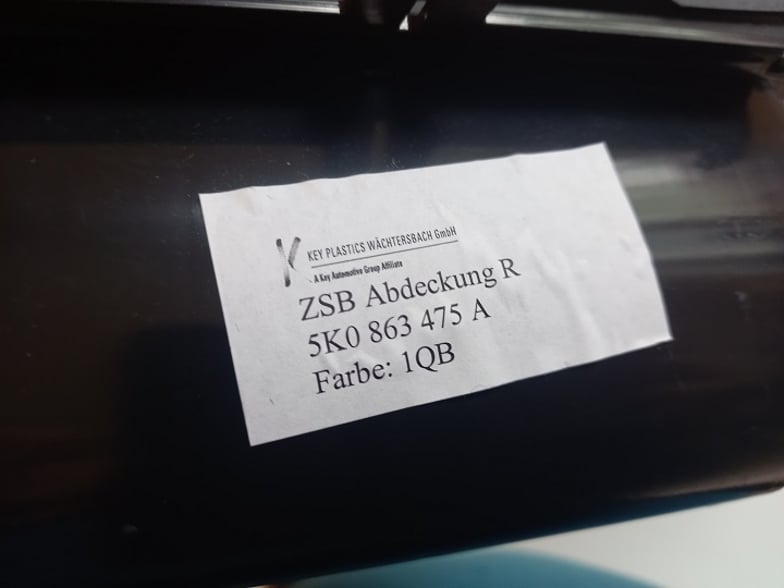 KEY PLASTICS WÄCHTERSBACH GmbH
A Key Automotive Group Affiliate
ZSB Abdeckung R
5K0 863 475 A
Farbe: 1QB